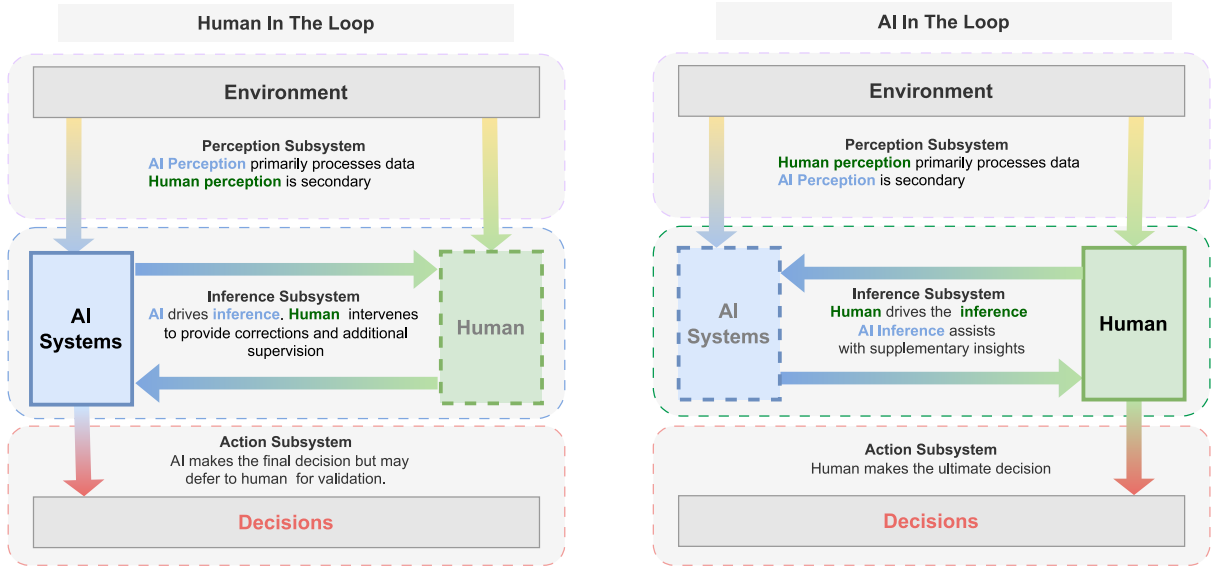 Human In The Loop
Environment
Perception Subsystem
AI Perception primarily processes data
Human perception is secondary
AI
Systems
Inference Subsystem
AI drives inference. Human intervenes
to provide corrections and additional
supervision
Human
Action Subsystem
AI makes the final decision but may
defer to human for validation.
Decisions
AI In The Loop
Environment
Perception Subsystem
Human perception primarily processes data
AI Perception is secondary
AI
Systems
Inference Subsystem
Human drives the inference
AI Inference assists
with supplementary insights
Human
Action Subsystem
Human makes the ultimate decision
Decisions